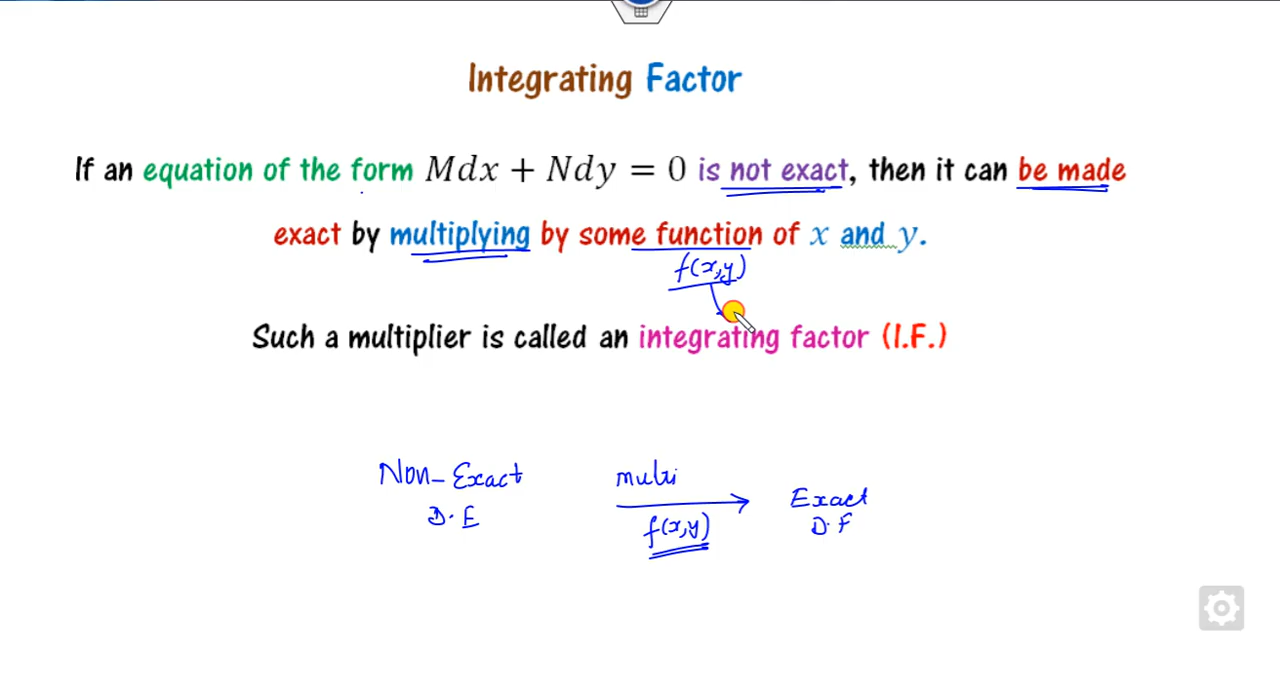 Integrating Factor
If an equation of the form Mdx + Ndy = 0 is not exact, then it can be made
exact by multiplying by some function of x and y.
f(x,y)
Such a multiplier is called an integrating factor (I.F.)
Non-Exact multi Exact
D.E f(x,y) D.F